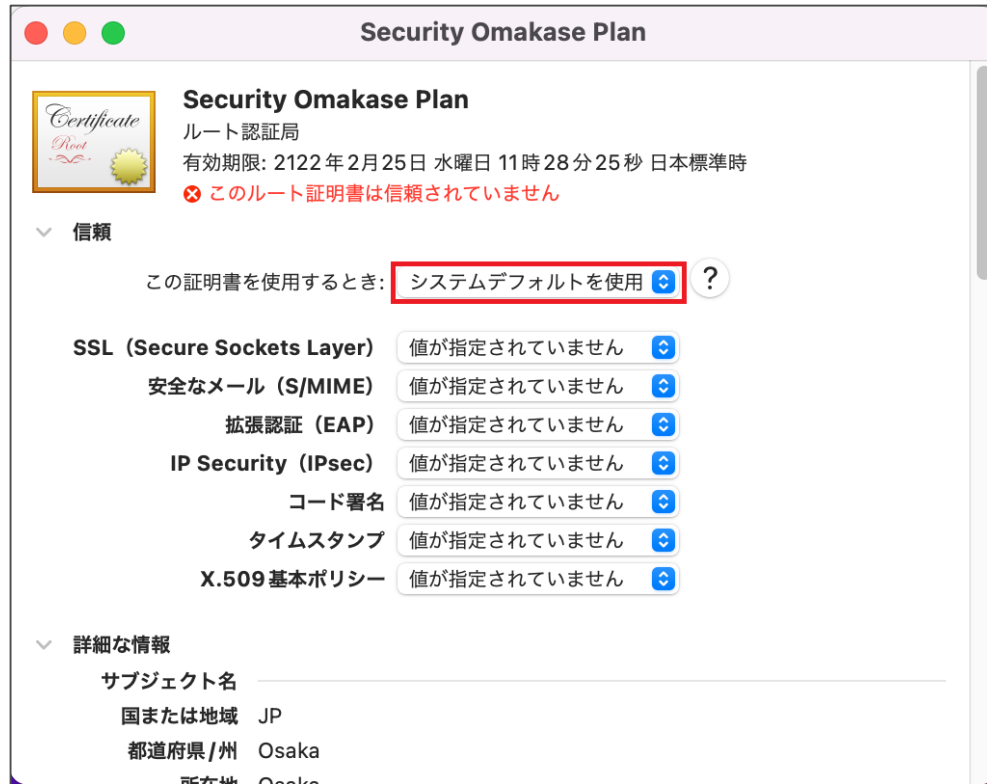 Security Omakase Plan
Certificate
Root
Security Omakase Plan
ルート認証局
有効期限: 2122年2月25日 水曜日 11時28分25秒 日本標準時
このルート証明書は信頼されていません
信頼
この証明書を使用するとき: システムデフォルトを使用 ?
SSL（Secure Sockets Layer） 値が指定されていません
安全なメール（S/MIME） 値が指定されていません
拡張認証（EAP） 値が指定されていません
IP Security（IPsec） 値が指定されていません
コード署名 値が指定されていません
タイムスタンプ 値が指定されていません
X.509基本ポリシー 値が指定されていません
詳細な情報
サブジェクト名
国または地域 JP
都道府県/州 Osaka
所在地 Osaka